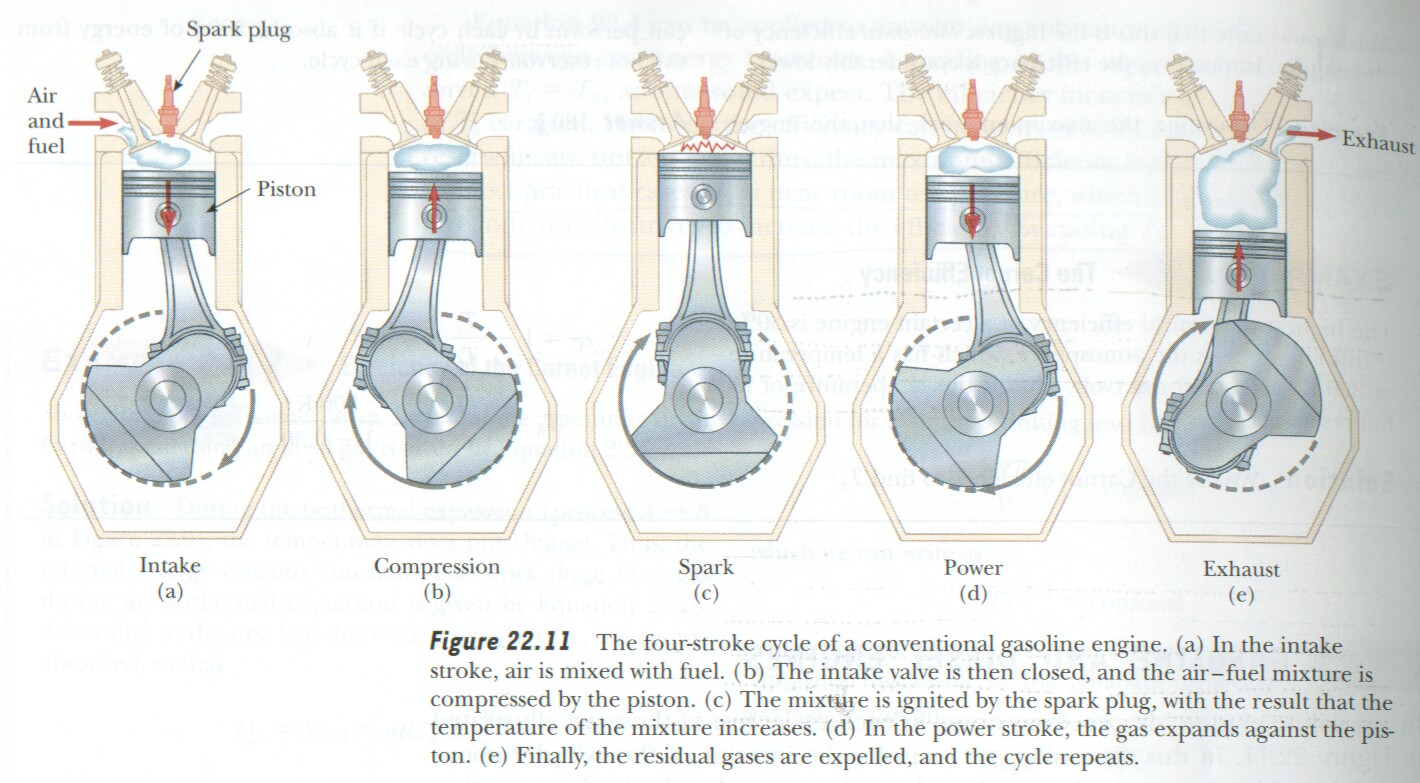 Spark plug
Air
and
fuel
Piston
Exhaust
Intake
(a)
Compression
(b)
Spark
(c)
Power
(d)
Exhaust
(e)
Figure 22.11 The four-stroke cycle of a conventional gasoline engine. (a) In the intake
stroke, air is mixed with fuel. (b) The intake valve is then closed, and the air–fuel mixture is
compressed by the piston. (c) The mixture is ignited by the spark plug, with the result that the
temperature of the mixture increases. (d) In the power stroke, the gas expands against the pis-
ton. (e) Finally, the residual gases are expelled, and the cycle repeats.